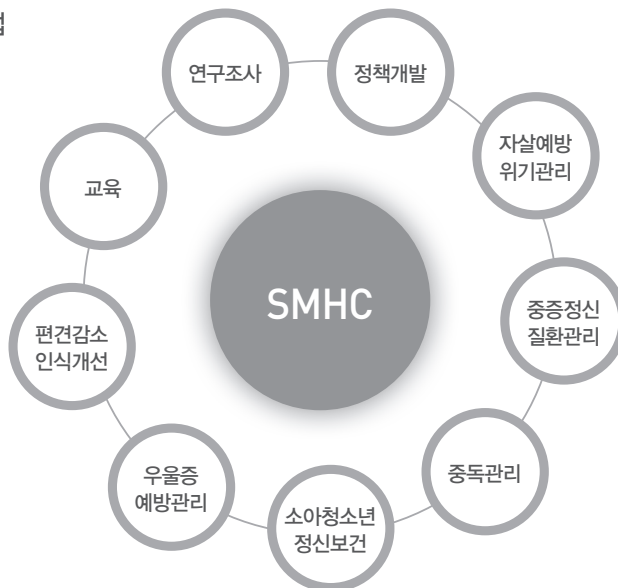 연구조사
정책개발
자살예방
위기관리
교육
SMHC
중증정신
질환관리
편견감소
인식개선
중독관리
우울증
예방관리
소아청소년
정신보건